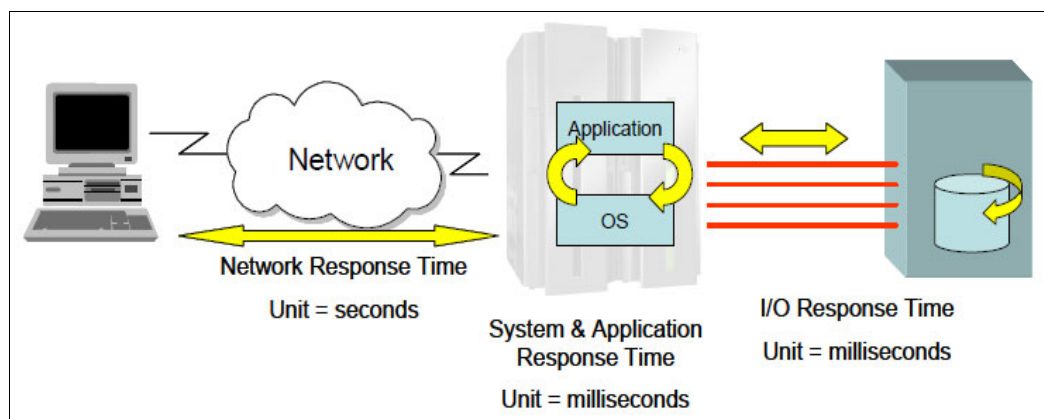 Network
Application
OS
Network Response Time
Unit = seconds
System & Application
Response Time
Unit = milliseconds
I/O Response Time
Unit = milliseconds